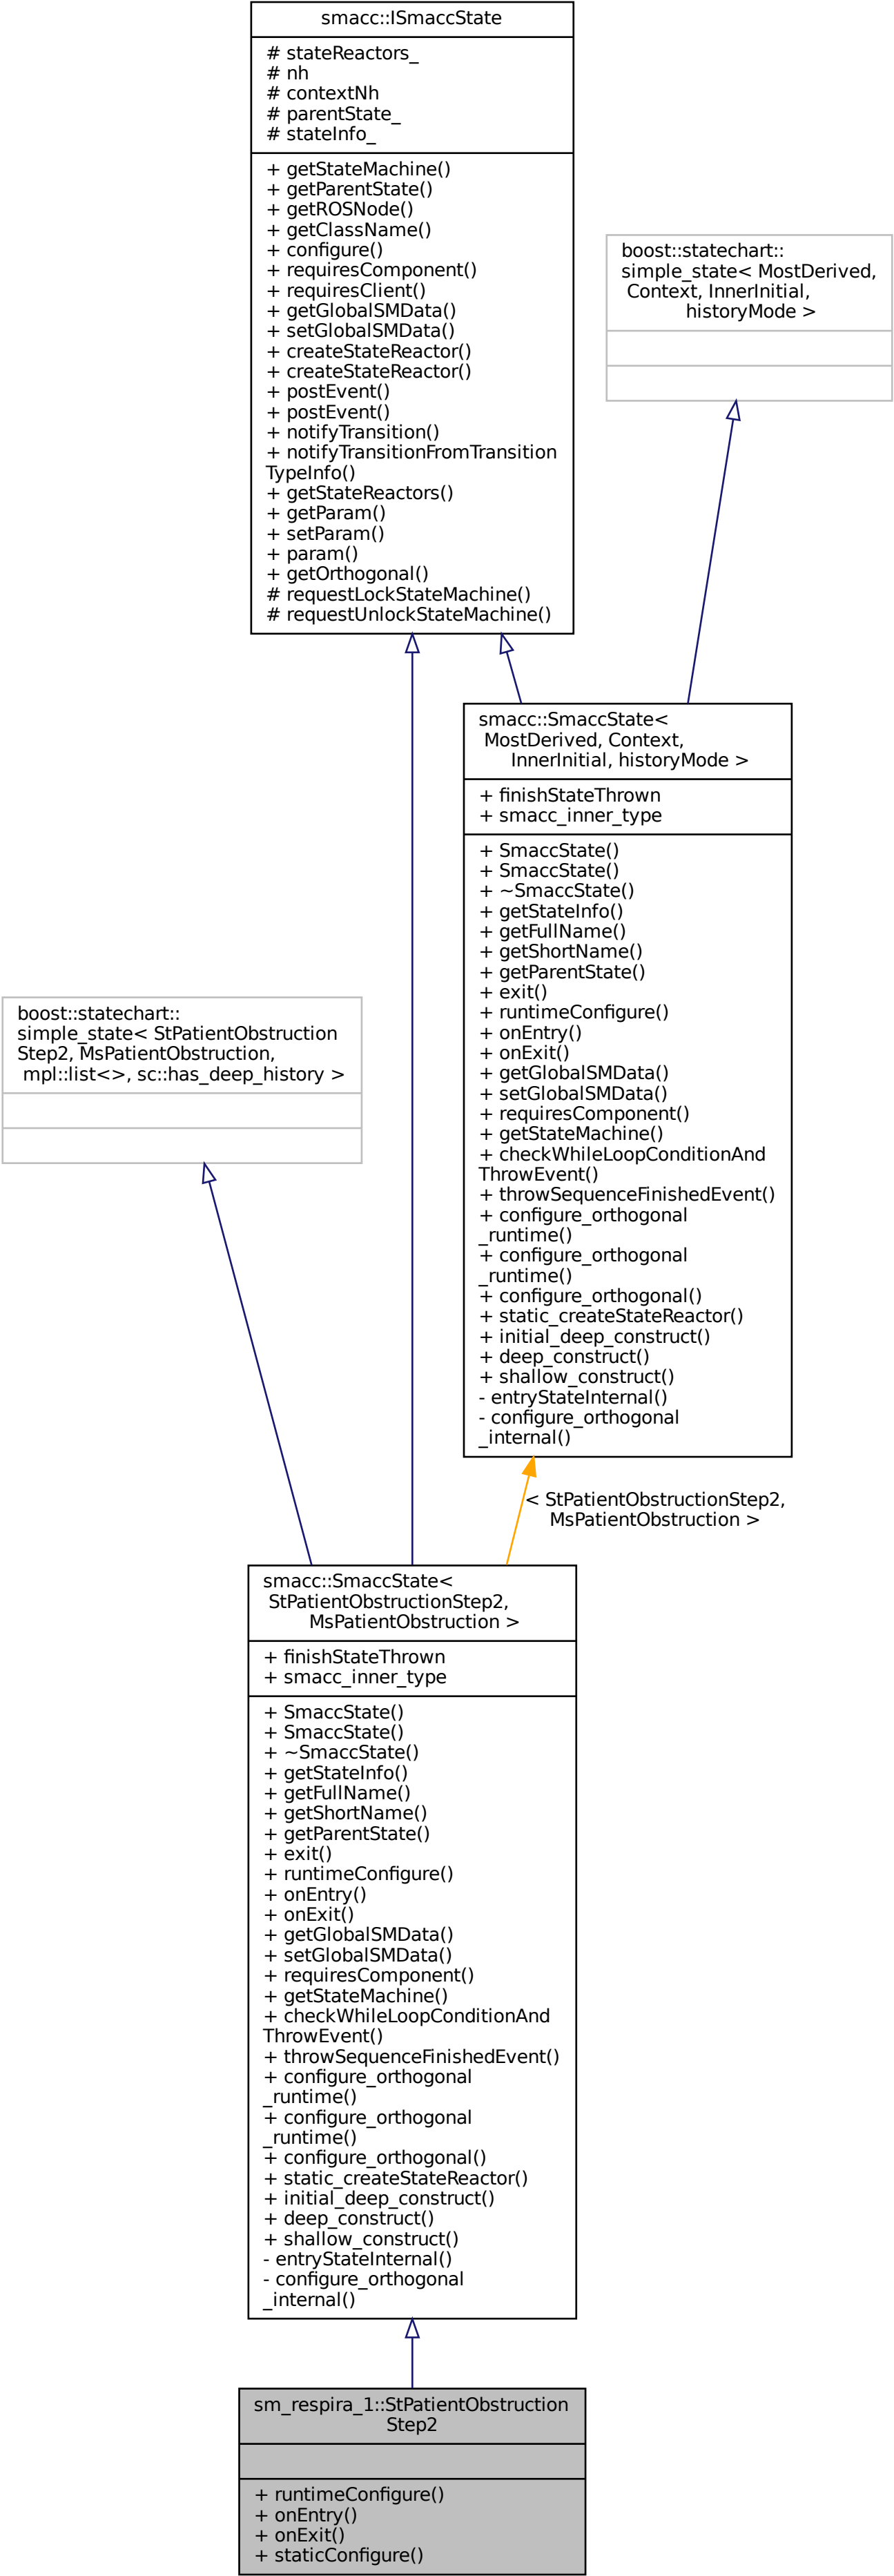 smacc::ISmaccState
# stateReactors_
# nh
# contextNh
# parentState_
# stateInfo_
+ getStateMachine()
+ getParentState()
+ getROSNode()
+ getClassName()
+ configure()
+ requiresComponent()
+ requiresClient()
+ getGlobalSMData()
+ setGlobalSMData()
+ createStateReactor()
+ createStateReactor()
+ postEvent()
+ postEvent()
+ notifyTransition()
+ notifyTransitionFromTransition
TypeInfo()
+ getStateReactors()
+ getParam()
+ setParam()
+ param()
+ getOrthogonal()
# requestLockStateMachine()
# requestUnlockStateMachine()
boost::statechart::
simple_state< MostDerived,
Context, InnerInitial,
historyMode >
smacc::SmaccState<
MostDerived, Context,
InnerInitial, historyMode >
+ finishStateThrown
+ smacc_inner_type
+ SmaccState()
+ SmaccState()
+ ~SmaccState()
+ getStateInfo()
+ getFullName()
+ getShortName()
+ getParentState()
+ exit()
+ runtimeConfigure()
+ onEntry()
+ onExit()
+ getGlobalSMData()
+ setGlobalSMData()
+ requiresComponent()
+ getStateMachine()
+ checkWhileLoopConditionAnd
ThrowEvent()
+ throwSequenceFinishedEvent()
+ configure_orthogonal
_runtime()
+ configure_orthogonal
_runtime()
+ configure_orthogonal()
+ static_createStateReactor()
+ initial_deep_construct()
+ deep_construct()
+ shallow_construct()
- entryStateInternal()
- configure_orthogonal
_internal()
boost::statechart::
simple_state< StPatientObstruction
Step2, MsPatientObstruction,
mpl::list<>, sc::has_deep_history >
< StPatientObstructionStep2,
MsPatientObstruction >
smacc::SmaccState<
StPatientObstructionStep2,
MsPatientObstruction >
+ finishStateThrown
+ smacc_inner_type
+ SmaccState()
+ SmaccState()
+ ~SmaccState()
+ getStateInfo()
+ getFullName()
+ getShortName()
+ getParentState()
+ exit()
+ runtimeConfigure()
+ onEntry()
+ onExit()
+ getGlobalSMData()
+ setGlobalSMData()
+ requiresComponent()
+ getStateMachine()
+ checkWhileLoopConditionAnd
ThrowEvent()
+ throwSequenceFinishedEvent()
+ configure_orthogonal
_runtime()
+ configure_orthogonal
_runtime()
+ configure_orthogonal()
+ static_createStateReactor()
+ initial_deep_construct()
+ deep_construct()
+ shallow_construct()
- entryStateInternal()
- configure_orthogonal
_internal()
sm_respira_1::StPatientObstruction
Step2
+ runtimeConfigure()
+ onEntry()
+ onExit()
+ staticConfigure()